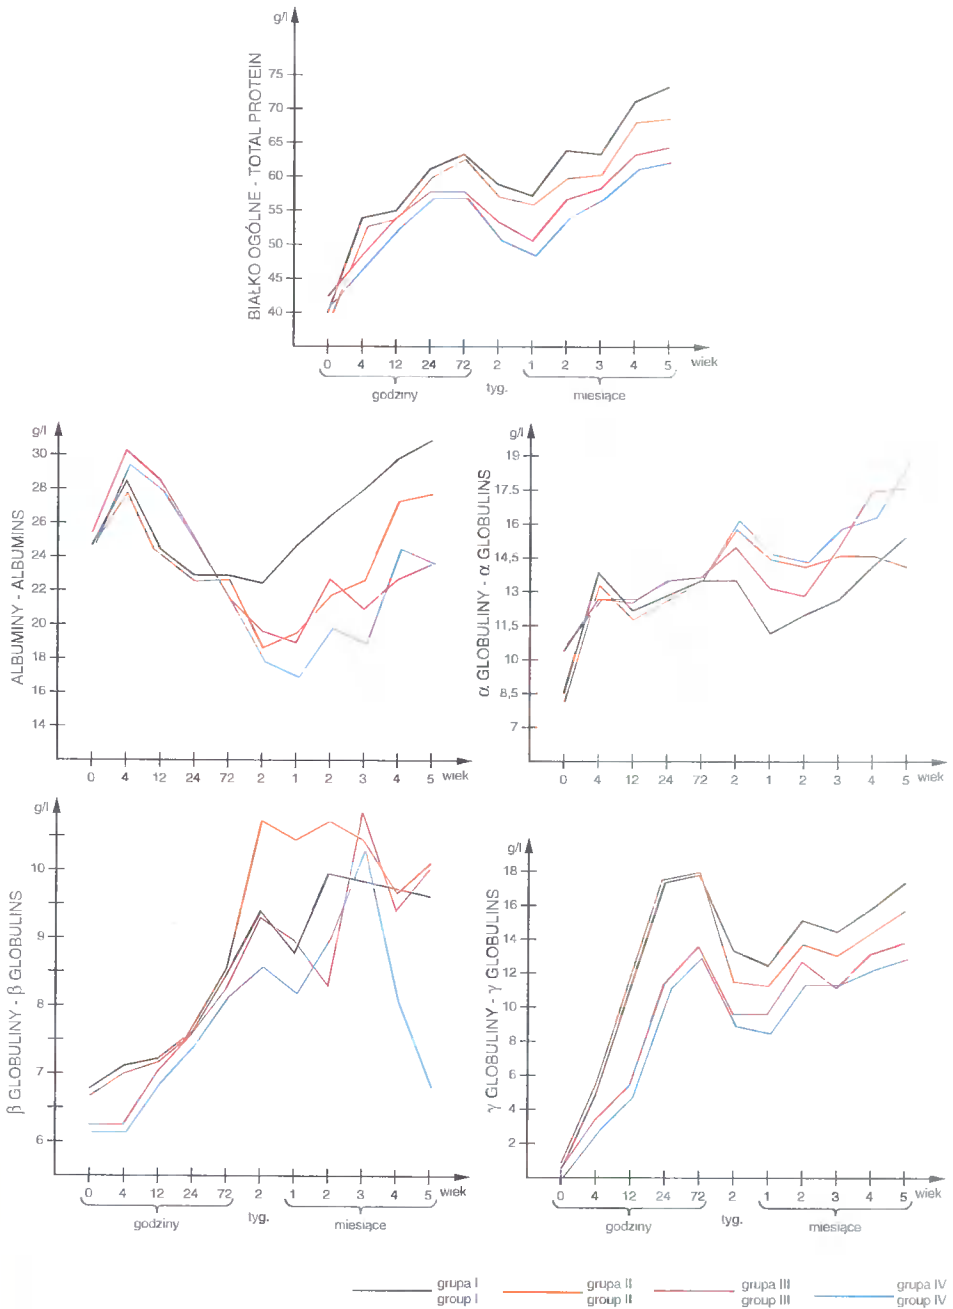 g/l
BIAŁKO OGÓLNE - TOTAL PROTEIN
75
70
65
60
55
50
45
40
0 4 12 24 72 2 1 2 3 4 5 wiek
godziny tyg. miesiące
g/l
ALBUMINY - ALBUMINS
30
28
26
24
22
20
18
16
14
0 4 12 24 72 2 1 2 3 4 5 wiek
g/l
α GLOBULINY - α GLOBULINS
19
17.5
16
14,5
13
11,5
10
8,5
7
0 4 12 24 72 2 1 2 3 4 5 wiek
g/l
β GLOBULINY - β GLOBULINS
10
9
8
7
6
0 4 12 24 72 2 1 2 3 4 5 wiek
godziny tyg. miesiące
g/l
γ GLOBULINY - γ GLOBULINS
18
16
14
12
10
8
6
4
2
0 4 12 24 72 2 1 2 3 4 5 wiek
godziny tyg. miesiące
grupa I grupa II grupa III grupa IV
group I group II group III group IV